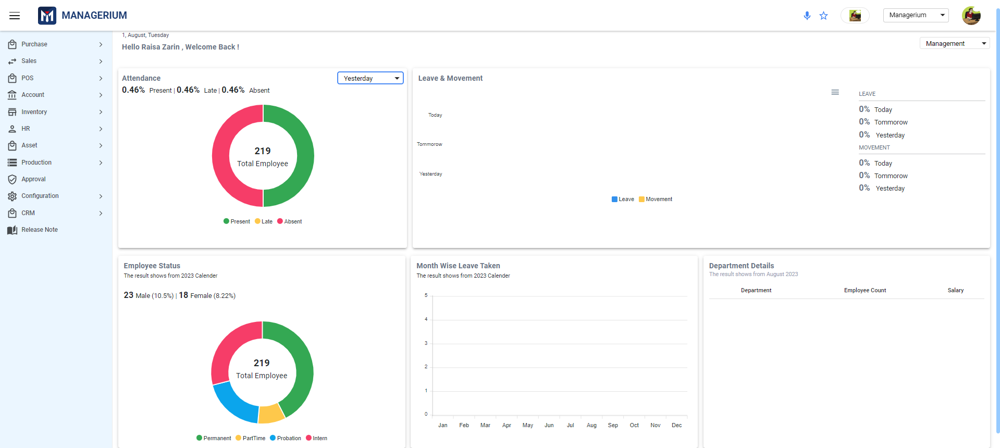 MANAGERIUM
Managerium
Purchase
Sales
POS
Account
Inventory
HR
Asset
Production
Approval
Configuration
CRM
Release Note
1, August, Tuesday
Hello Raisa Zarin , Welcome Back !
Management
Attendance
Yesterday
0.46% Present | 0.46% Late | 0.46% Absent
219
Total Employee
Present Late Absent
Leave & Movement
Today
Tommorow
Yesterday
Leave Movement
LEAVE
0% Today
0% Tommorow
0% Yesterday
MOVEMENT
0% Today
0% Tommorow
0% Yesterday
Employee Status
The result shows from 2023 Calender
23 Male (10.5%) | 18 Female (8.22%)
219
Total Employee
Permanent PartTime Probation Intern
Month Wise Leave Taken
The result shows from 2023 Calender
5
4
3
2
1
0
Jan Feb Mar Apr May Jun Jul Aug Sep Oct Nov Dec
Department Details
The result shows from August 2023
Department Employee Count Salary